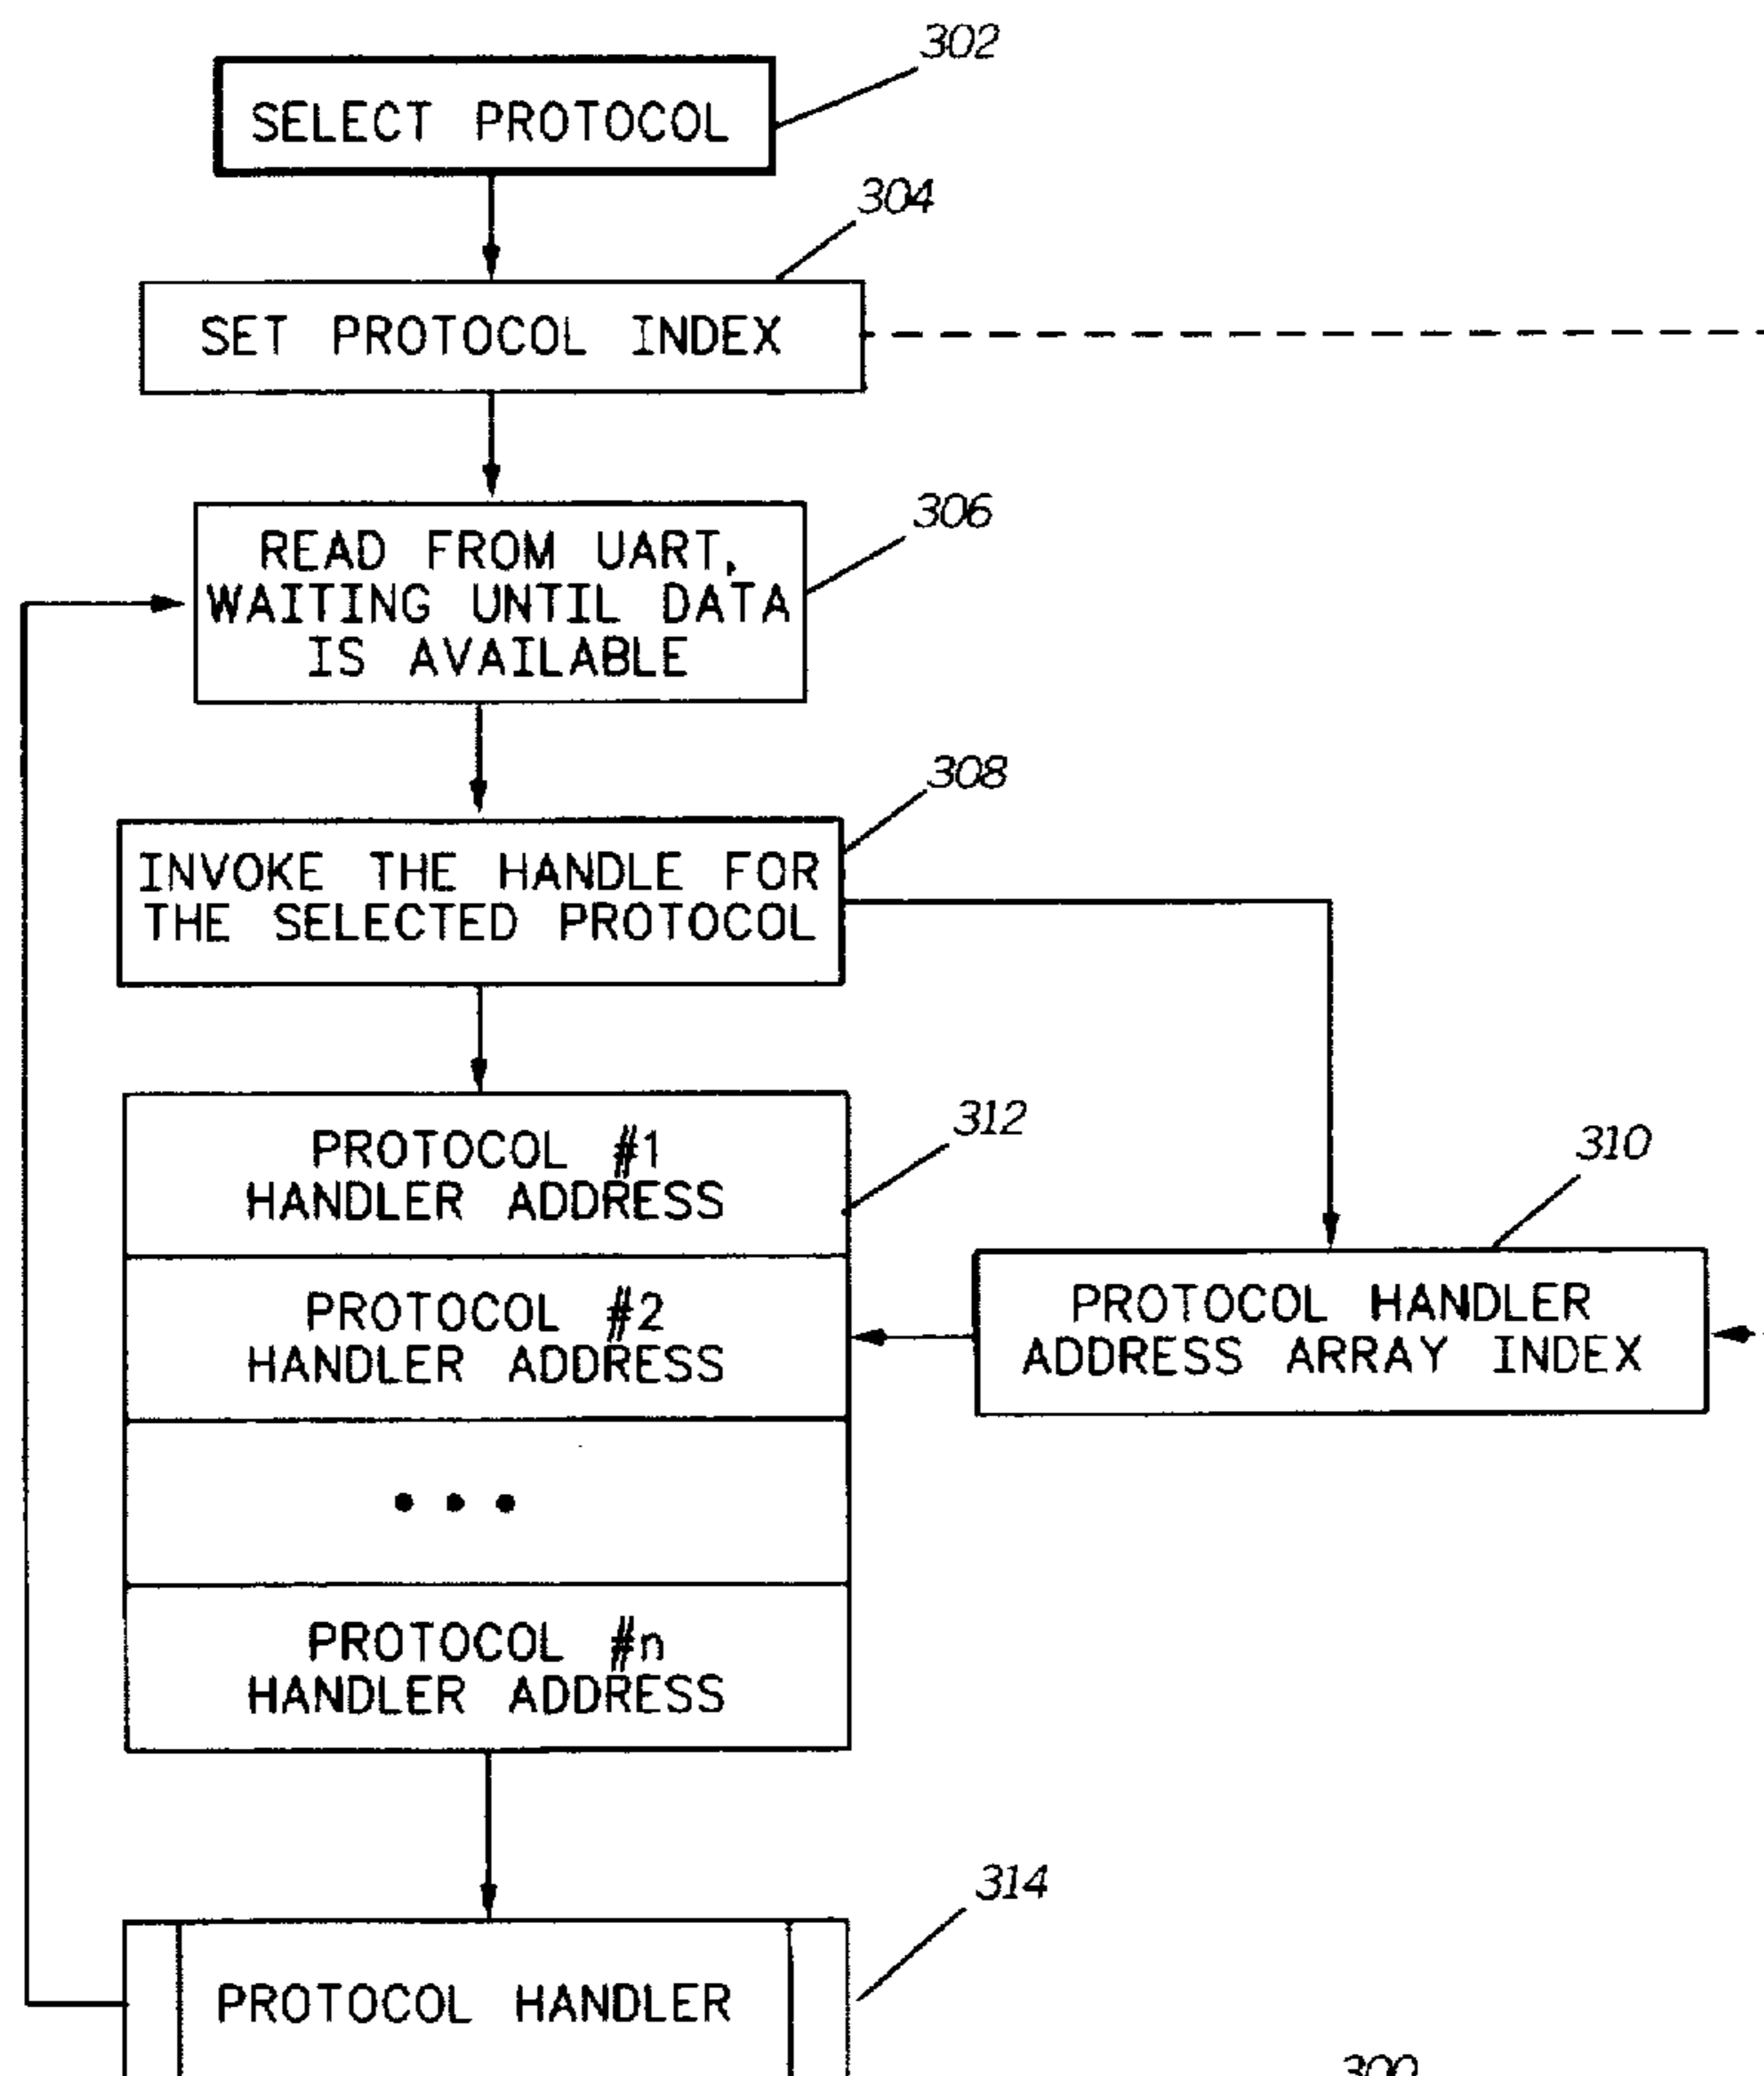 302
SELECT PROTOCOL
304
SET PROTOCOL INDEX
306
READ FROM UART,
WAITING UNTIL DATA
IS AVAILABLE
308
INVOKE THE HANDLE FOR
THE SELECTED PROTOCOL
312
PROTOCOL #1
HANDLER ADDRESS
310
PROTOCOL HANDLER
ADDRESS ARRAY INDEX
PROTOCOL #2
HANDLER ADDRESS
• • •
PROTOCOL #n
HANDLER ADDRESS
314
PROTOCOL HANDLER
300